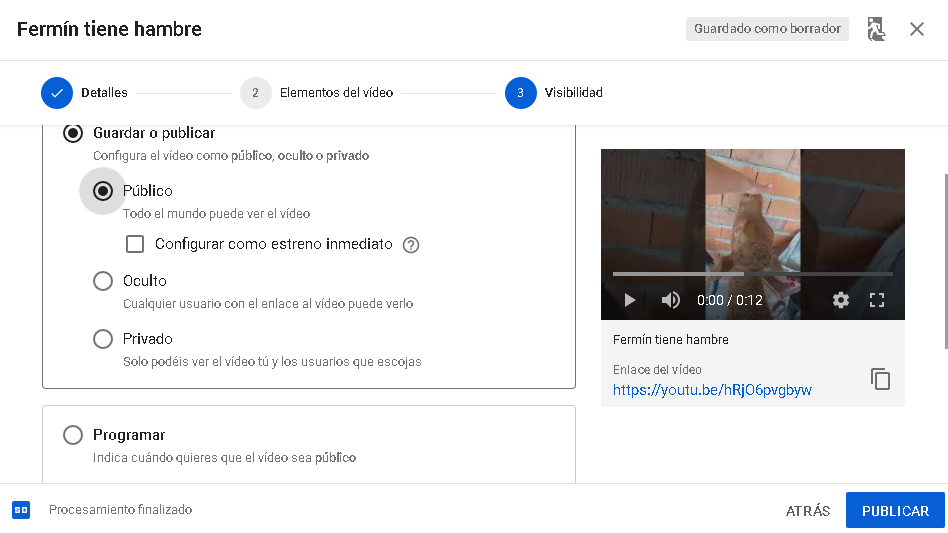 Fermín tiene hambre
Guardado como borrador
Detalles
2
Elementos del vídeo
3
Visibilidad
Guardar o publicar
Configura el vídeo como público, oculto o privado
Público
Todo el mundo puede ver el vídeo
Configurar como estreno inmediato ?
Oculto
Cualquier usuario con el enlace al vídeo puede verlo
Privado
Solo podéis ver el vídeo tú y los usuarios que escojas
Programar
Indica cuándo quieres que el vídeo sea público
0:00 / 0:12
Fermín tiene hambre
Enlace del vídeo
https://youtu.be/hRjO6pvgbyw
SD
Procesamiento finalizado
ATRÁS
PUBLICAR